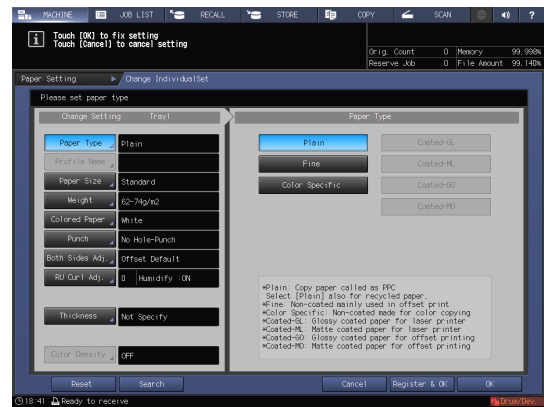 MACHINE JOB LIST RECALL STORE COPY SCAN ?
Touch [OK] to fix setting
Touch [Cancel] to cancel setting
Orig. Count 0 Memory 99.998%
Reserve Job 0 File Amount 99.140%
Paper Setting Change IndividualSet
Please set paper type
Change Setting Tray1
Paper Type
Paper Type Plain
Profile Name
Paper Size Standard
Weight 62-74g/m2
Colored Paper White
Punch No Hole-Punch
Both Sides Adj. Offset Default
RU Curl Adj. 0 Humidify :ON
Thickness Not Specify
Color Density OFF
Plain Coated-GL
Fine Coated-ML
Color Specific Coated-GO
Coated-MO
*Plain: Copy paper called as PPC
Select [Plain] also for recycled paper.
*Fine: Non-coated mainly used in offset print
*Color Specific: Non-coated made for color copying
*Coated-GL: Glossy coated paper for laser printer
*Coated-ML: Matte coated paper for laser printer
*Coated-GO: Glossy coated paper for offset printing
*Coated-MO: Matte coated paper for offset printing
Reset Search Cancel Register & OK OK
18:41 Ready to receive Drum/Dev.